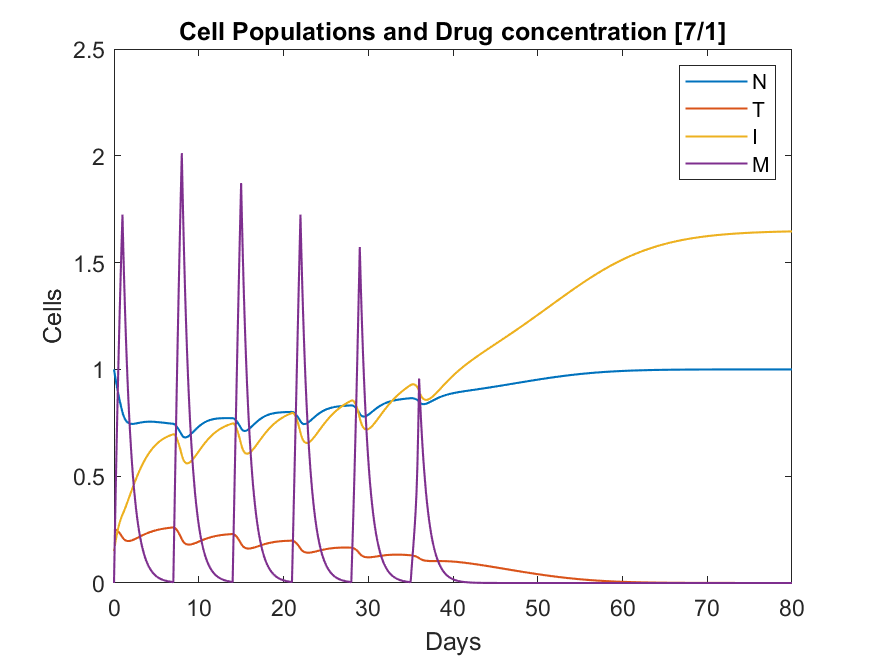 Cell Populations and Drug concentration [7/1]
2.5
2
1.5
1
0.5
0
Cells
N
T
I
M
0 10 20 30 40 50 60 70 80
Days